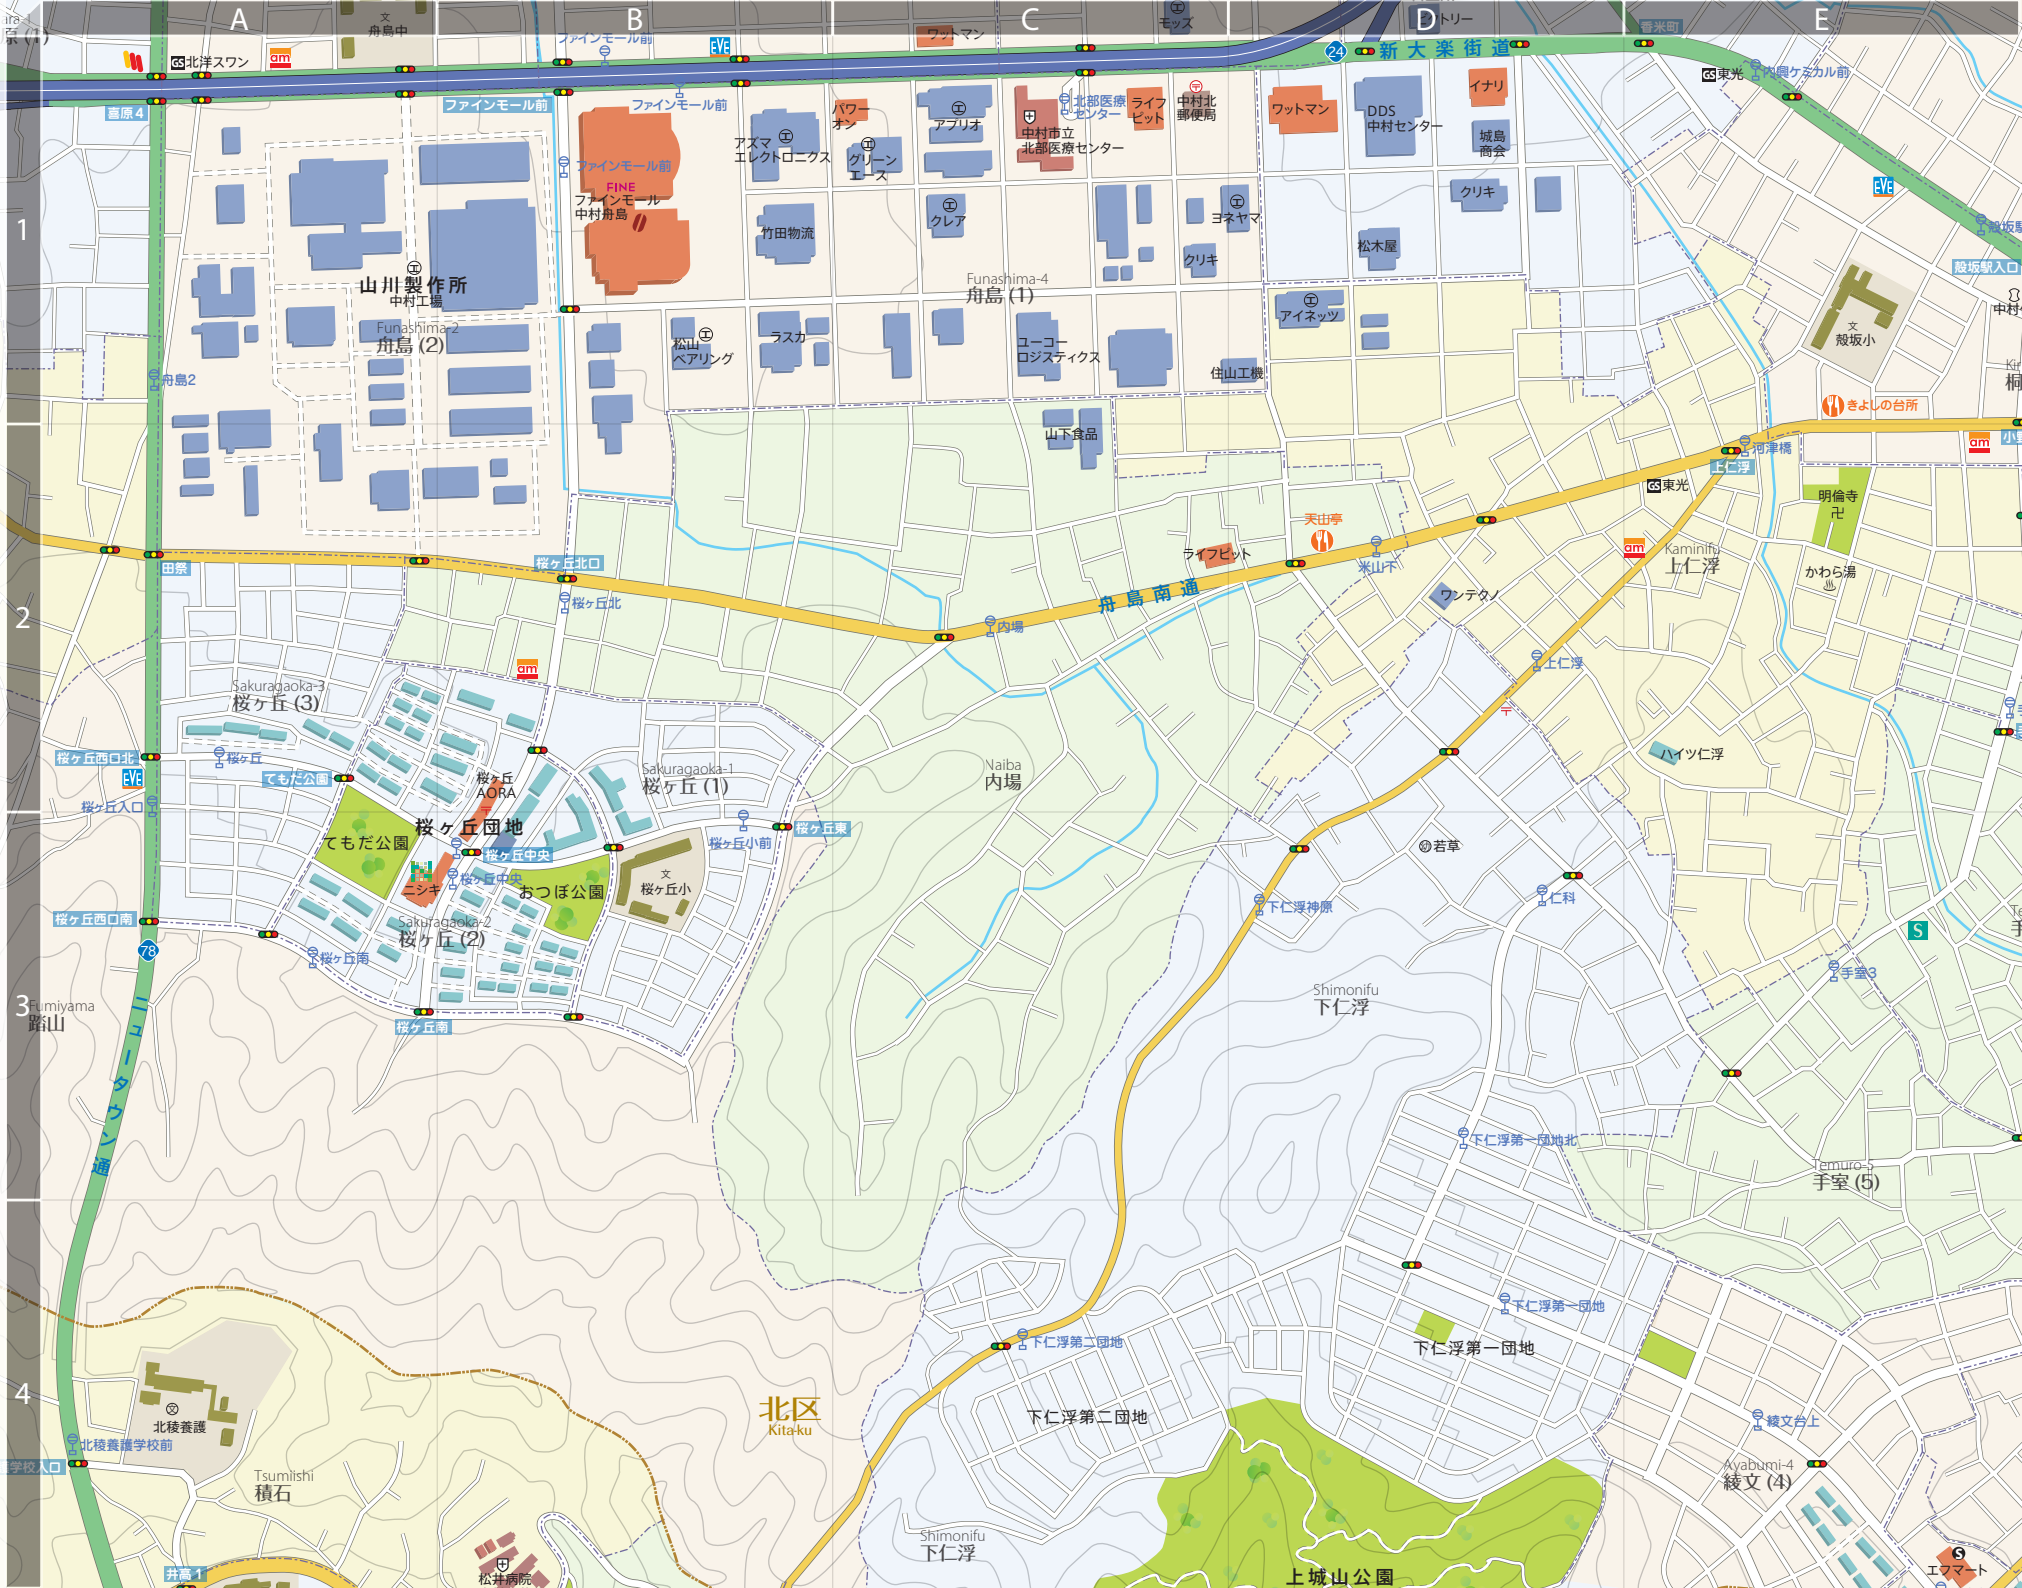 A
B
C
D
E
舟島中
ワットマン
モッズ
香米町
GS 北洋スワン
am
ファインモール前
EVE
24
新大楽街道
喜原4
ファインモール前
ファインモール前
ファインモール前
FINE
ファインモール
中村舟島
アズマ
エレクトロニクス
パワー
オン
グリーン
エース
アプリオ
中村市立
北部医療センター
北部医療
センター
ライフ
ピット
中村北
郵便局
ワットマン
DDS
中村センター
イナリ
城島
商会
GS 東光
内興ケミカル前
EVE
殻坂駅入口
1
山川製作所
中村工場
Funashima-2
舟島 (2)
竹田物流
クレア
ヨネヤマ
クリキ
クリキ
松木屋
Funashima-4
舟島 (1)
アイネッツ
殻坂小
舟島2
松山
ベアリング
ラスカ
ユーコー
ロジスティクス
住山工機
きよしの台所
am
山下食品
河津橋
上仁浮
GS 東光
明倫寺
天山亭
ライフピット
米山下
am
Kaminifu
上仁浮
かわら湯
2
田祭
桜ヶ丘北口
桜ヶ丘北
舟島南通
内場
ワンテクノ
上仁浮
am
Sakuragaoka-3
桜ヶ丘 (3)
桜ヶ丘西口北
EVE
桜ヶ丘
てもだ公園
桜ヶ丘入口
桜ヶ丘
AORA
Sakuragaoka-1
桜ヶ丘 (1)
Naiba
内場
ハイツ仁浮
てもだ公園
桜ヶ丘団地
桜ヶ丘中央
桜ヶ丘小前
桜ヶ丘東
若草
ニシキ
桜ヶ丘中央
おつぼ公園
桜ヶ丘小
仁科
下仁浮神原
桜ヶ丘西口南
78
Sakuragaoka-2
桜ヶ丘 (2)
桜ヶ丘南
S
手室3
3
Fumiyama
踏山
ニュータウン通
桜ヶ丘南
Shimonifu
下仁浮
下仁浮第一団地北
Temuro-5
手室 (5)
下仁浮第一団地
下仁浮第二団地
下仁浮第一団地
4
北稜養護
北稜養護学校前
学校入口
北区
Kita-ku
下仁浮第二団地
綾文台上
Ayabumi-4
綾文 (4)
Tsumiishi
積石
Shimonifu
下仁浮
井高1
松井病院
上城山公園
エフマート